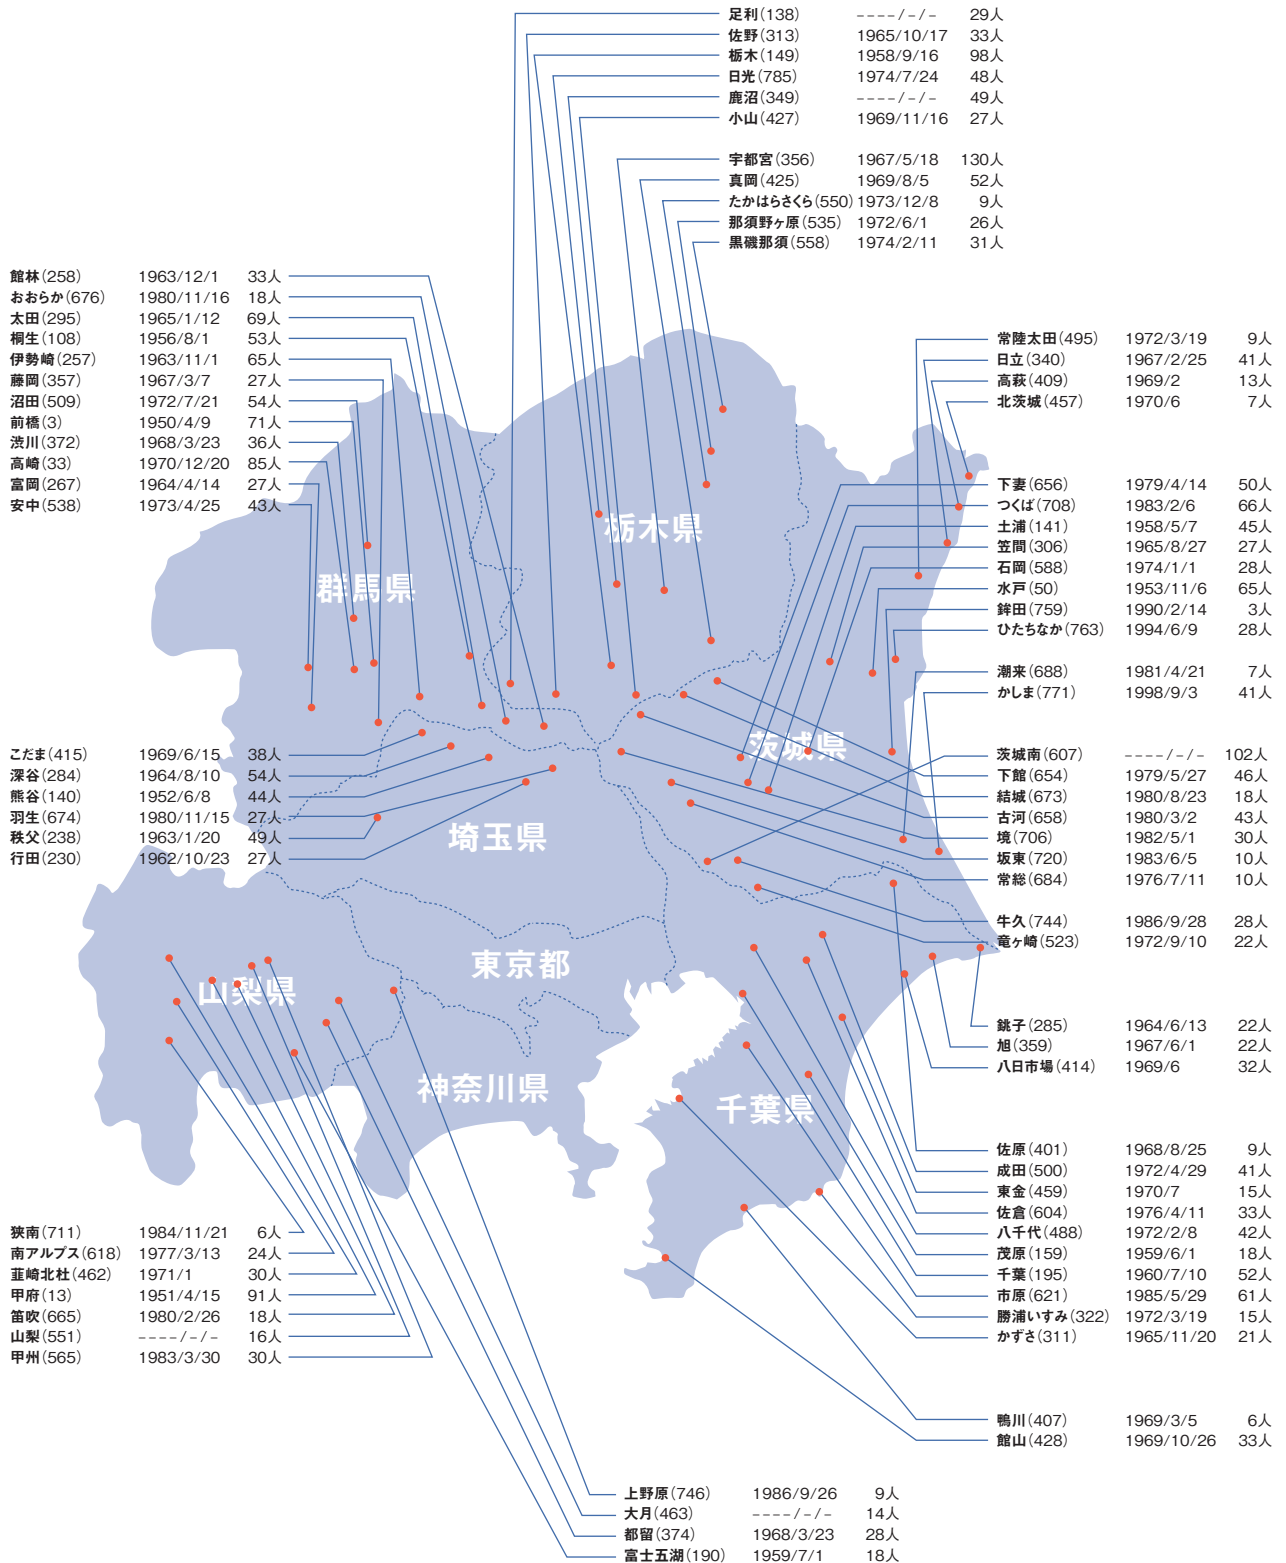 足利(138) ----/-/- 29人
佐野(313) 1965/10/17 33人
栃木(149) 1958/9/16 98人
日光(785) 1974/7/24 48人
鹿沼(349) ----/-/- 49人
小山(427) 1969/11/16 27人
宇都宮(356) 1967/5/18 130人
真岡(425) 1969/8/5 52人
たかはらさくら(550) 1973/12/8 9人
那須野ヶ原(535) 1972/6/1 26人
黒磯那須(558) 1974/2/11 31人
館林(258) 1963/12/1 33人
おおらか(676) 1980/11/16 18人
太田(295) 1965/1/12 69人
桐生(108) 1956/8/1 53人
伊勢崎(257) 1963/11/1 65人
藤岡(357) 1967/3/7 27人
沼田(509) 1972/7/21 54人
前橋(3) 1950/4/9 71人
渋川(372) 1968/3/23 36人
高崎(33) 1970/12/20 85人
富岡(267) 1964/4/14 27人
安中(538) 1973/4/25 43人
常陸太田(495) 1972/3/19 9人
日立(340) 1967/2/25 41人
高萩(409) 1969/2 13人
北茨城(457) 1970/6 7人
下妻(656) 1979/4/14 50人
つくば(708) 1983/2/6 66人
土浦(141) 1958/5/7 45人
笠間(306) 1965/8/27 27人
石岡(588) 1974/1/1 28人
水戸(50) 1953/11/6 65人
鉾田(759) 1990/2/14 3人
ひたちなか(763) 1994/6/9 28人
潮来(688) 1981/4/21 7人
かしま(771) 1998/9/3 41人
栃木県
群馬県
茨城県
埼玉県
東京都
山梨県
神奈川県
千葉県
こだま(415) 1969/6/15 38人
深谷(284) 1964/8/10 54人
熊谷(140) 1952/6/8 44人
羽生(674) 1980/11/15 27人
秩父(238) 1963/1/20 49人
行田(230) 1962/10/23 27人
茨城南(607) ----/-/- 102人
下館(654) 1979/5/27 46人
結城(673) 1980/8/23 18人
古河(658) 1980/3/2 43人
境(706) 1982/5/1 30人
坂東(720) 1983/6/5 10人
常総(684) 1976/7/11 10人
牛久(744) 1986/9/28 28人
竜ヶ崎(523) 1972/9/10 22人
銚子(285) 1964/6/13 22人
旭(359) 1967/6/1 22人
八日市場(414) 1969/6 32人
佐原(401) 1968/8/25 9人
成田(500) 1972/4/29 41人
東金(459) 1970/7 15人
佐倉(604) 1976/4/11 33人
八千代(488) 1972/2/8 42人
茂原(159) 1959/6/1 18人
千葉(195) 1960/7/10 52人
市原(621) 1985/5/29 61人
勝浦いすみ(322) 1972/3/19 15人
かずさ(311) 1965/11/20 21人
鴨川(407) 1969/3/5 6人
館山(428) 1969/10/26 33人
狭南(711) 1984/11/21 6人
南アルプス(618) 1977/3/13 24人
韮崎北杜(462) 1971/1 30人
甲府(13) 1951/4/15 91人
笛吹(665) 1980/2/26 18人
山梨(551) ----/-/- 16人
甲州(565) 1983/3/30 30人
上野原(746) 1986/9/26 9人
大月(463) ----/-/- 14人
都留(374) 1968/3/23 28人
富士五湖(190) 1959/7/1 18人